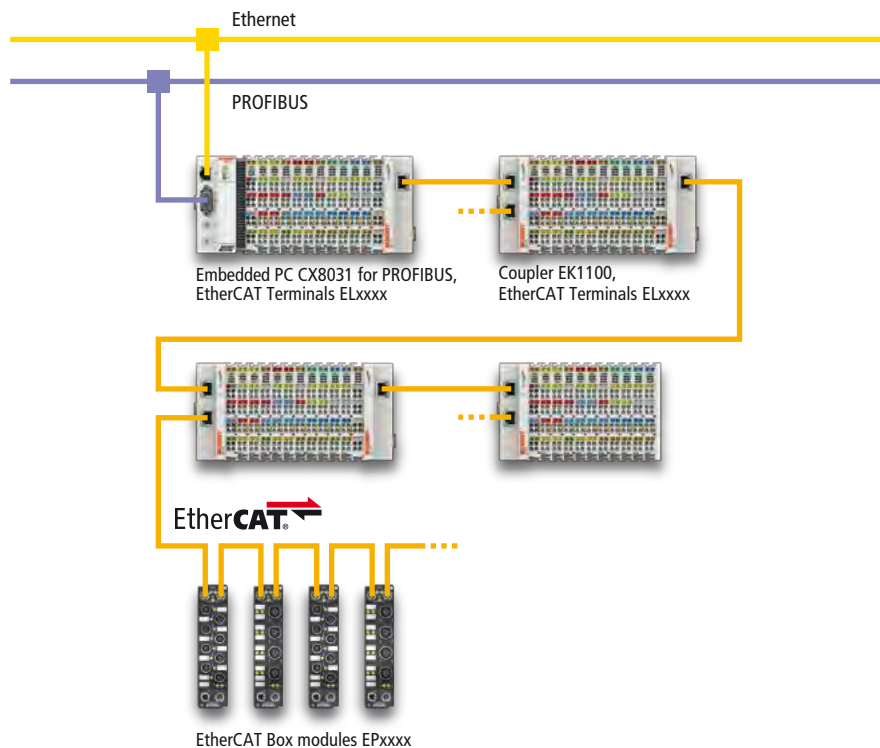 Ethernet
PROFIBUS
Embedded PC CX8031 for PROFIBUS,
EtherCAT Terminals ELxxxx
Coupler EK1100,
EtherCAT Terminals ELxxxx
EtherCAT®
EtherCAT Box modules EPxxxx